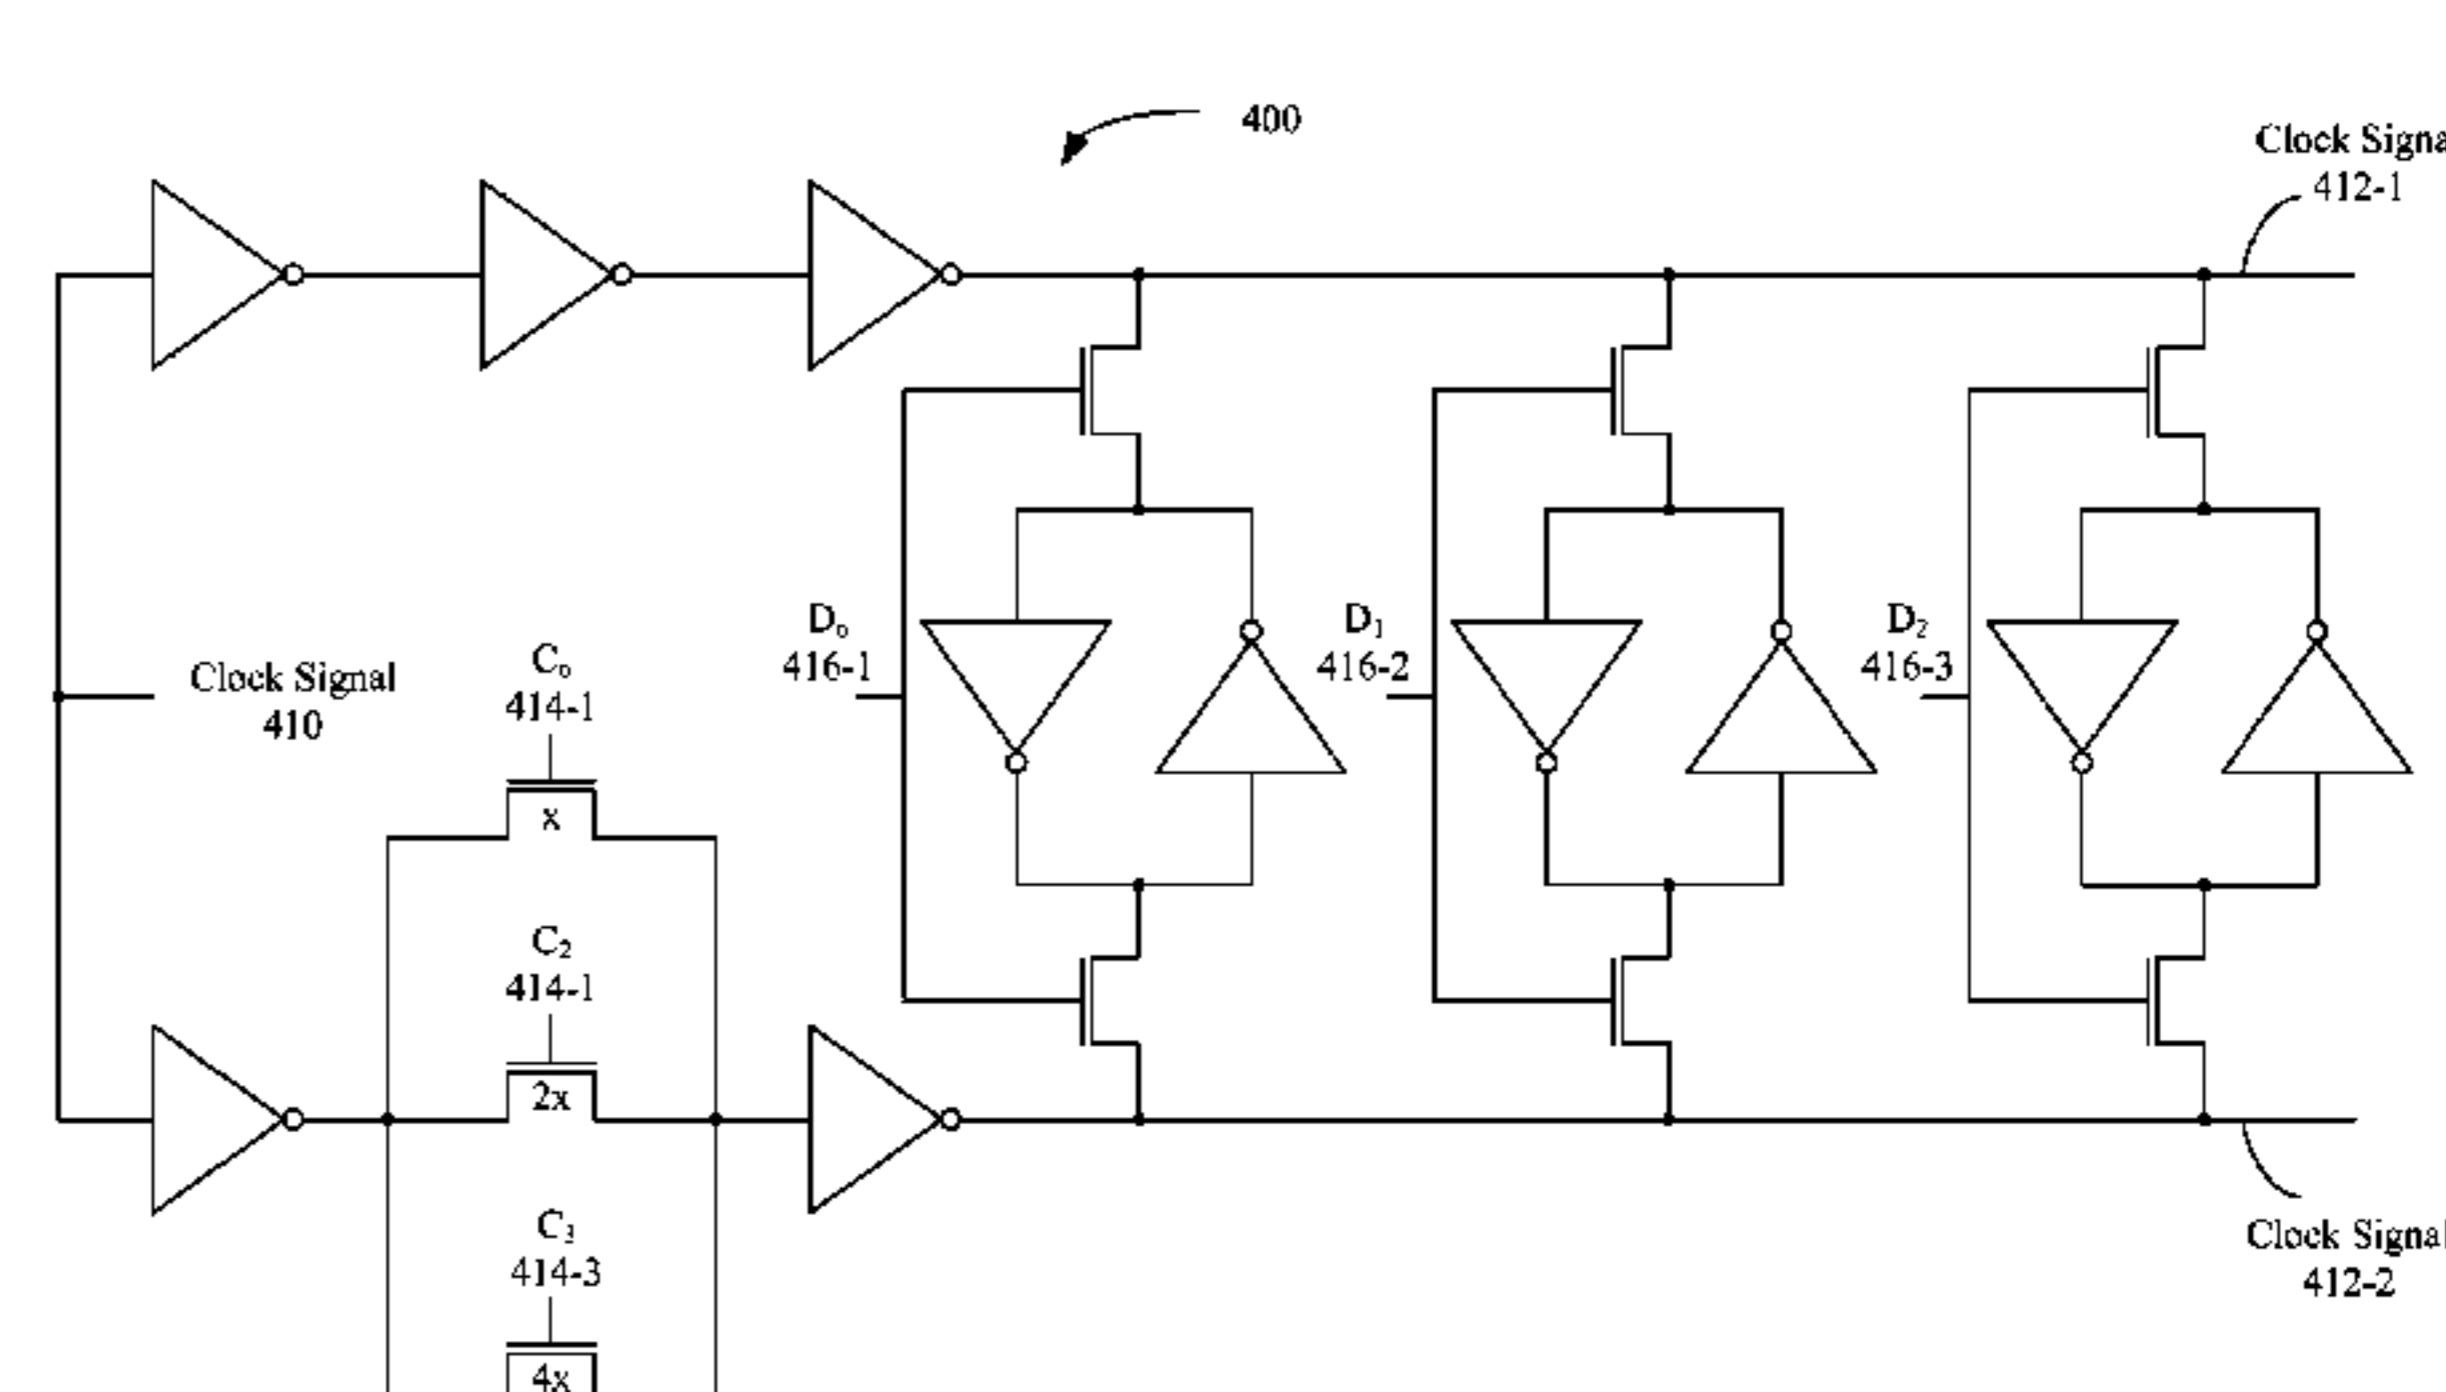 400
Clock Signa
412-1
D₀
416-1
D₁
416-2
D₂
416-3
Clock Signal
410
C₀
414-1
x
C₂
414-1
2x
C₃
414-3
4x
Clock Signal
412-2